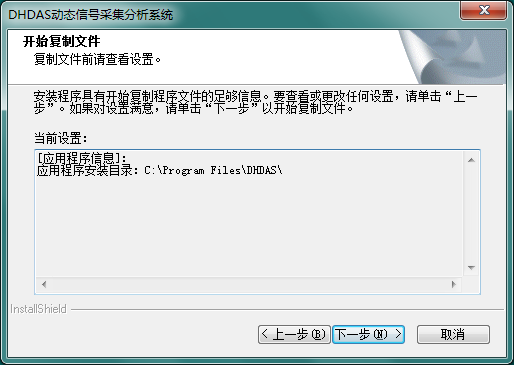 DHDAS动态信号采集分析系统
开始复制文件
复制文件前请查看设置。
安装程序具有开始复制程序文件的足够信息。要查看或更改任何设置，请单击“上一
步”。如果对设置满意，请单击“下一步”以开始复制文件。
当前设置：
[应用程序信息]:
应用程序安装目录: C:\Program Files\DHDAS\
InstallShield
< 上一步(B)
下一步(N) >
取消